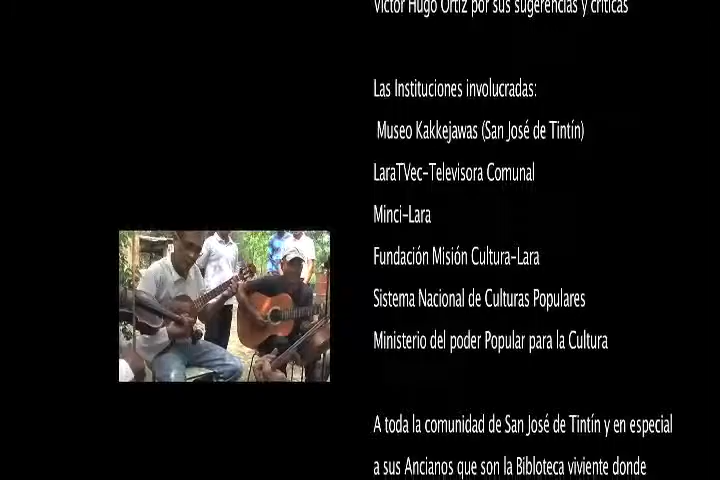 Victor Hugo Ortiz por sus sugerencias y críticas
Las Instituciones involucradas:
Museo Kakkejawas (San José de Tintín)
LaraTVec-Televisora Comunal
Minci-Lara
Fundación Misión Cultura-Lara
Sistema Nacional de Culturas Populares
Ministerio del poder Popular para la Cultura
A toda la comunidad de San José de Tintín y en especial
a sus Ancianos que son la Bibloteca viviente donde